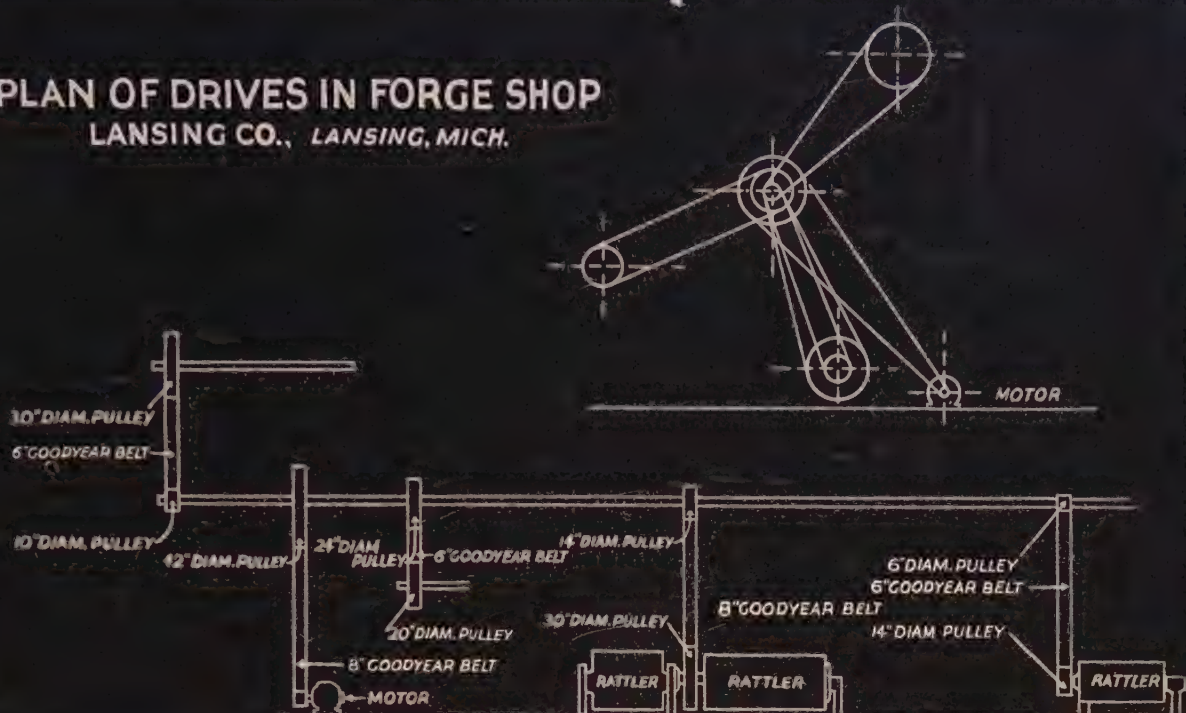 PLAN OF DRIVES IN FORGE SHOP
LANSING CO., LANSING, MICH.
MOTOR
30"DIAM. PULLEY
6"GOODYEAR BELT
10"DIAM. PULLEY
42"DIAM. PULLEY
24"DIAM
PULLEY
6"GOODYEAR BELT
14"DIAM. PULLEY
6"DIAM. PULLEY
6"GOODYEAR BELT
8"GOODYEAR BELT
14"DIAM PULLEY
20"DIAM. PULLEY
30"DIAM. PULLEY
8"GOODYEAR BELT
MOTOR
RATTLER
RATTLER
RATTLER